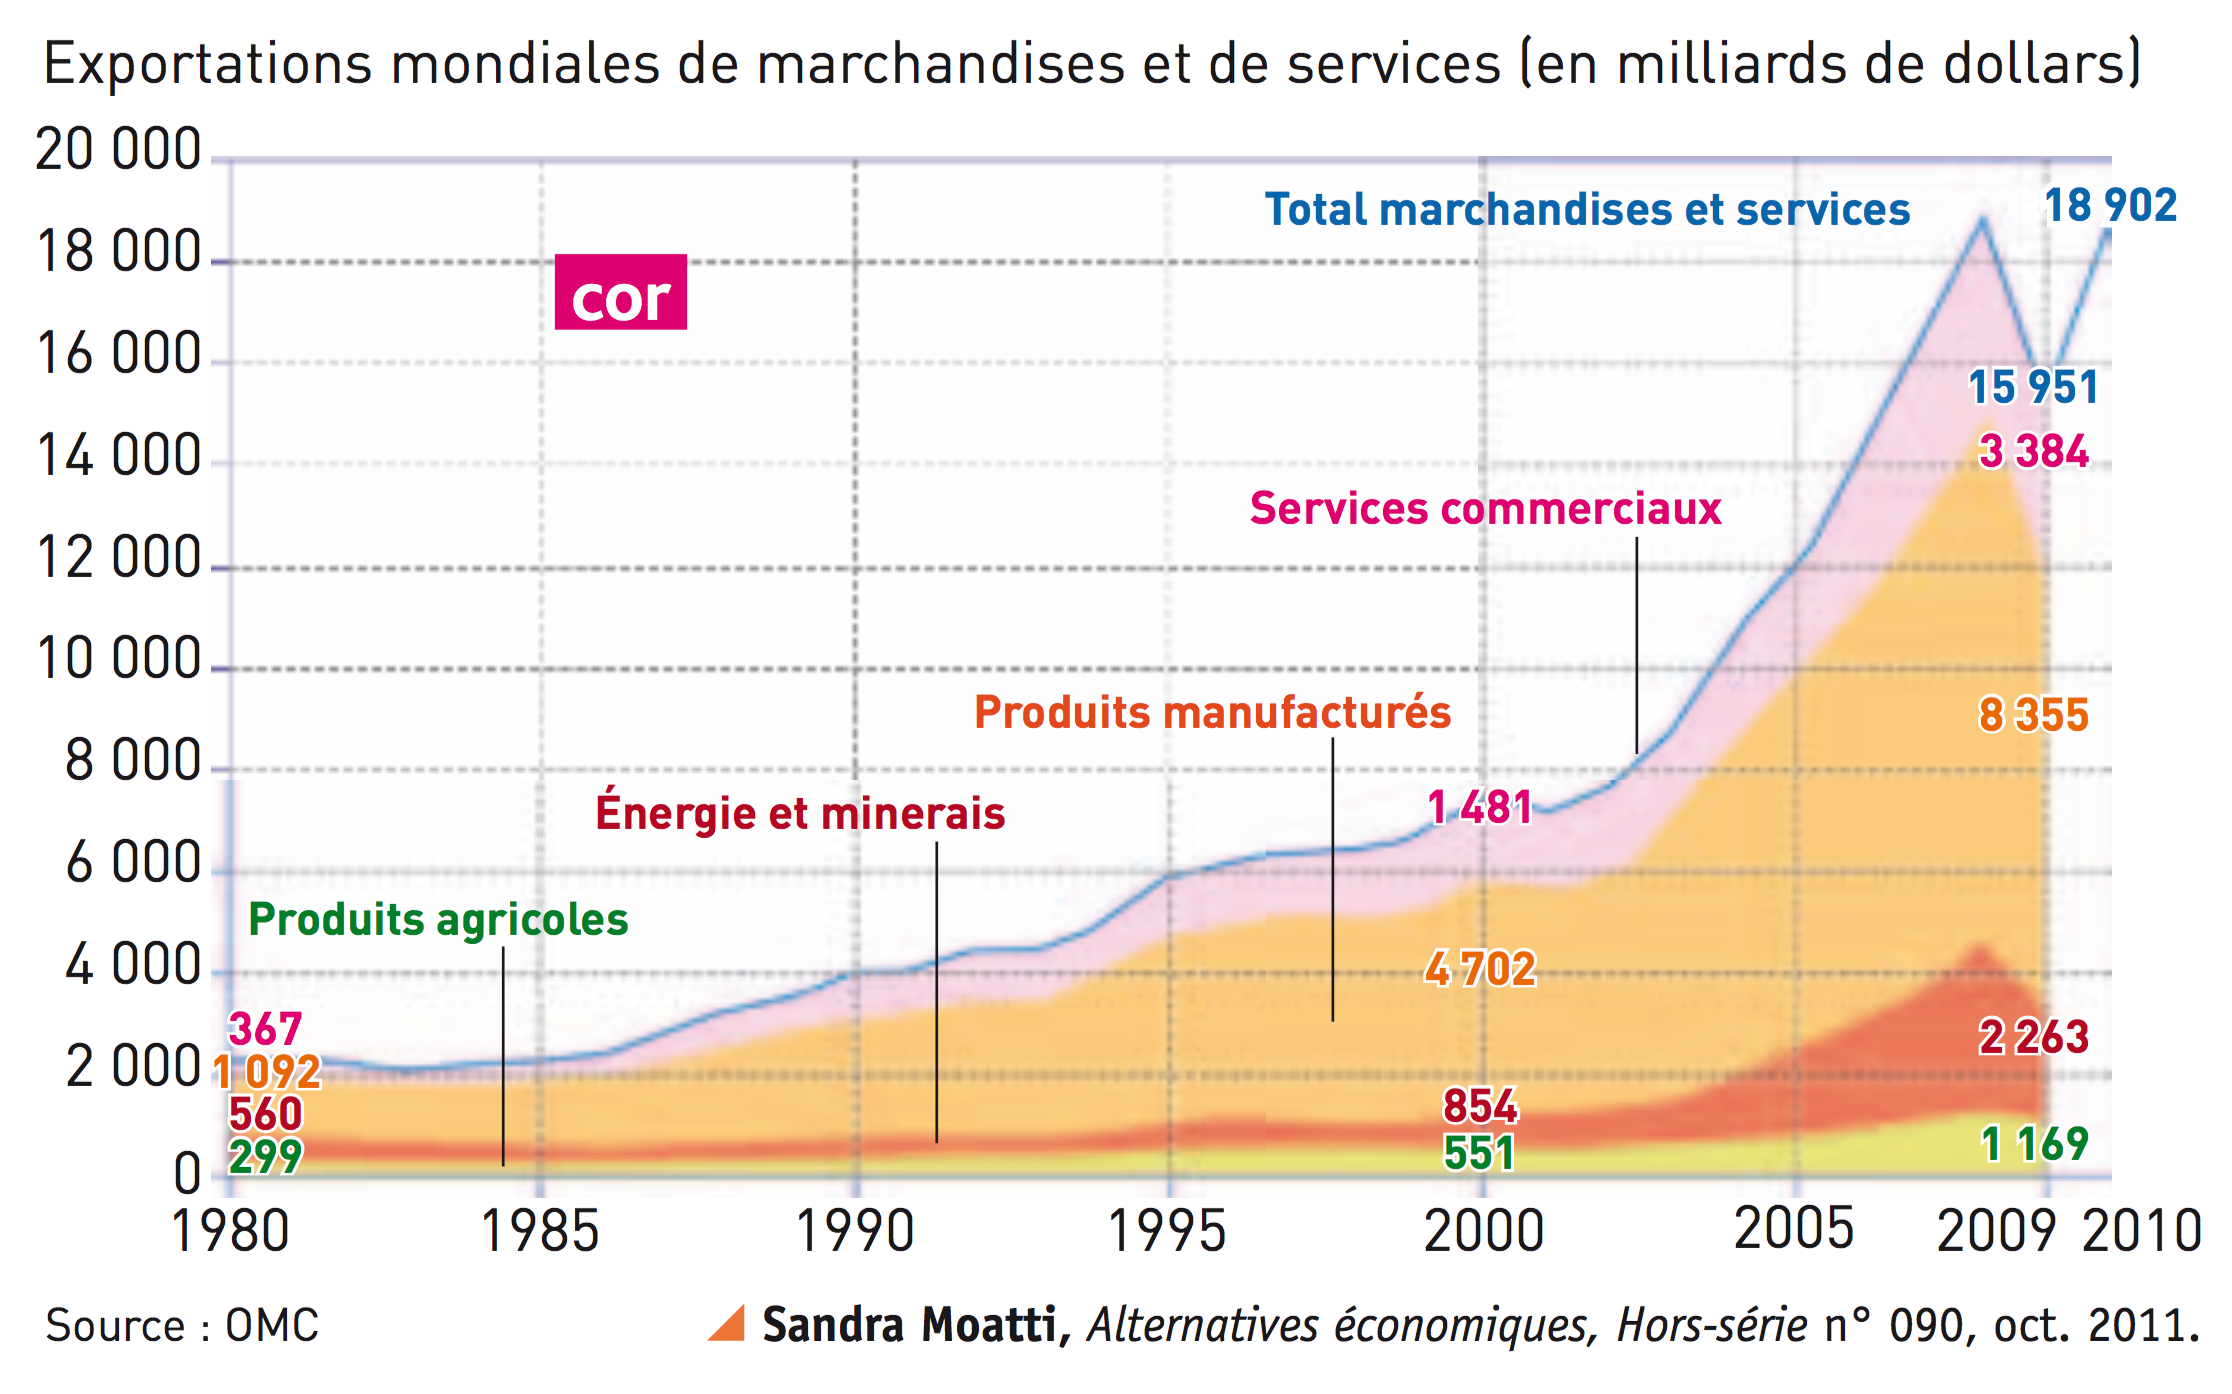 Exportations mondiales de marchandises et de services (en milliards de dollars)
20 000
18 000
16 000
14 000
12 000
10 000
8 000
6 000
4 000
2 000
0
cor
Total marchandises et services
18 902
15 951
3 384
Services commerciaux
Produits manufacturés
8 355
Énergie et minerais
1 481
Produits agricoles
4 702
367
1 092
560
299
854
551
2 263
1 169
1980 1985 1990 1995 2000 2005 2009 2010
Source : OMC
Sandra Moatti, Alternatives économiques, Hors-série n° 090, oct. 2011.